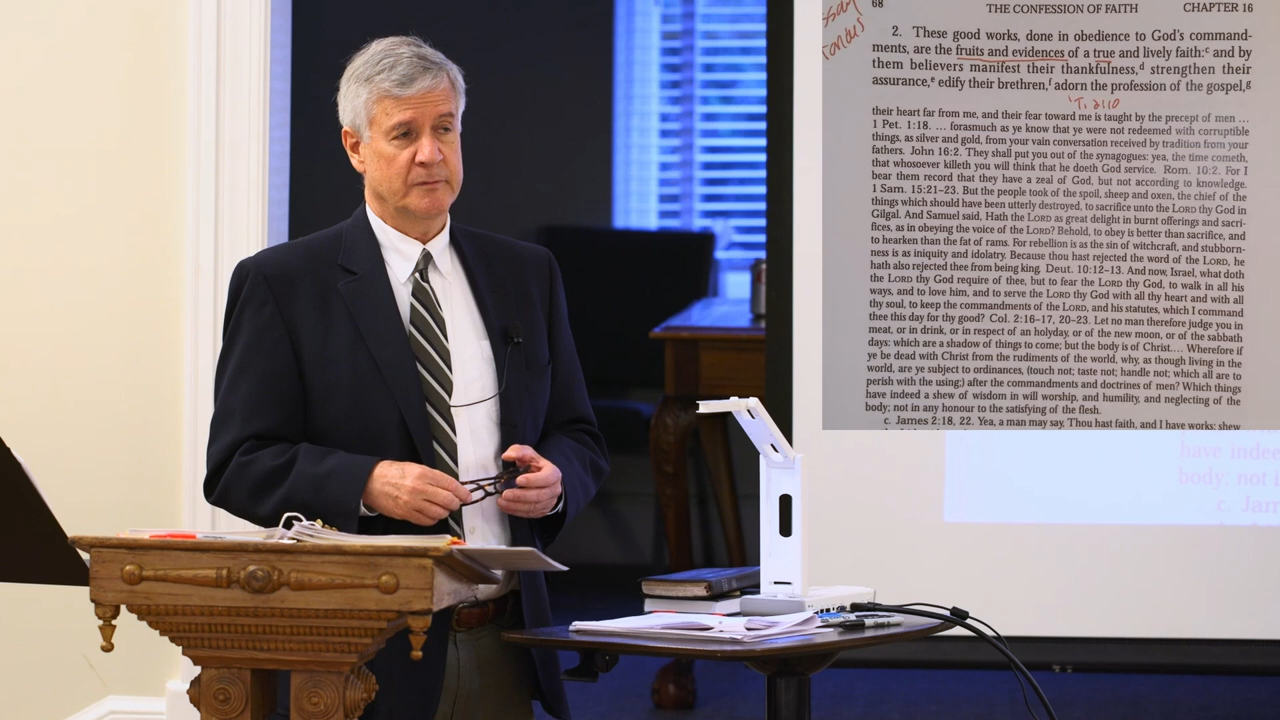 68 THE CONFESSION OF FAITH CHAPTER 16
2. These good works, done in obedience to God's command-
ments, are the fruits and evidences of a true and lively faith:c and by
them believers manifest their thankfulness,d strengthen their
assurance,e edify their brethren,f adorn the profession of the gospel,g
their heart far from me, and their fear toward me is taught by the precept of men …
1 Pet. 1:18. … forasmuch as ye know that ye were not redeemed with corruptible
things, as silver and gold, from your vain conversation received by tradition from your
fathers. John 16:2. They shall put you out of the synagogues: yea, the time cometh,
that whosoever killeth you will think that he doeth God service. Rom. 10:2. For I
bear them record that they have a zeal of God, but not according to knowledge.
1 Sam. 15:21–23. But the people took of the spoil, sheep and oxen, the chief of the
things which should have been utterly destroyed, to sacrifice unto the LORD thy God in
Gilgal. And Samuel said, Hath the LORD as great delight in burnt offerings and sacri-
fices, as in obeying the voice of the LORD? Behold, to obey is better than sacrifice, and
to hearken than the fat of rams. For rebellion is as the sin of witchcraft, and stubborn-
ness is as iniquity and idolatry. Because thou hast rejected the word of the LORD, he
hath also rejected thee from being king. Deut. 10:12–13. And now, Israel, what doth
the LORD thy God require of thee, but to fear the LORD thy God, to walk in all his
ways, and to love him, and to serve the LORD thy God with all thy heart and with all
thy soul, to keep the commandments of the LORD, and his statutes, which I command
thee this day for thy good? Col. 2:16–17, 20–23. Let no man therefore judge you in
meat, or in drink, or in respect of an holyday, or of the new moon, or of the sabbath
days: which are a shadow of things to come; but the body is of Christ.… Wherefore if
ye be dead with Christ from the rudiments of the world, why, as though living in the
world, are ye subject to ordinances, (touch not; taste not; handle not; which all are to
perish with the using;) after the commandments and doctrines of men? Which things
have indeed a shew of wisdom in will worship, and humility, and neglecting of the
body; not in any honour to the satisfying of the flesh.
c. James 2:18, 22. Yea, a man may say, Thou hast faith, and I have works: shew
have indee
body; not i
c. Jam